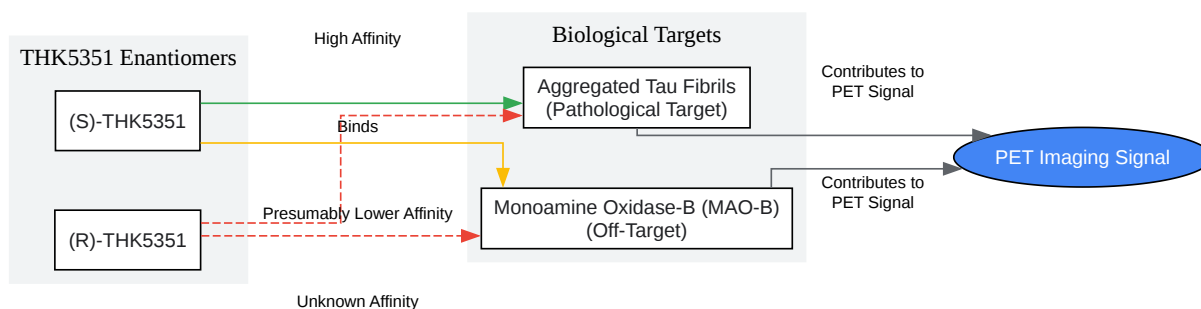 THK5351 Enantiomers
(S)-THK5351
(R)-THK5351
High Affinity
Binds
Presumably Lower Affinity
Unknown Affinity
Biological Targets
Aggregated Tau Fibrils
(Pathological Target)
Monoamine Oxidase-B (MAO-B)
(Off-Target)
Contributes to
PET Signal
Contributes to
PET Signal
PET Imaging Signal